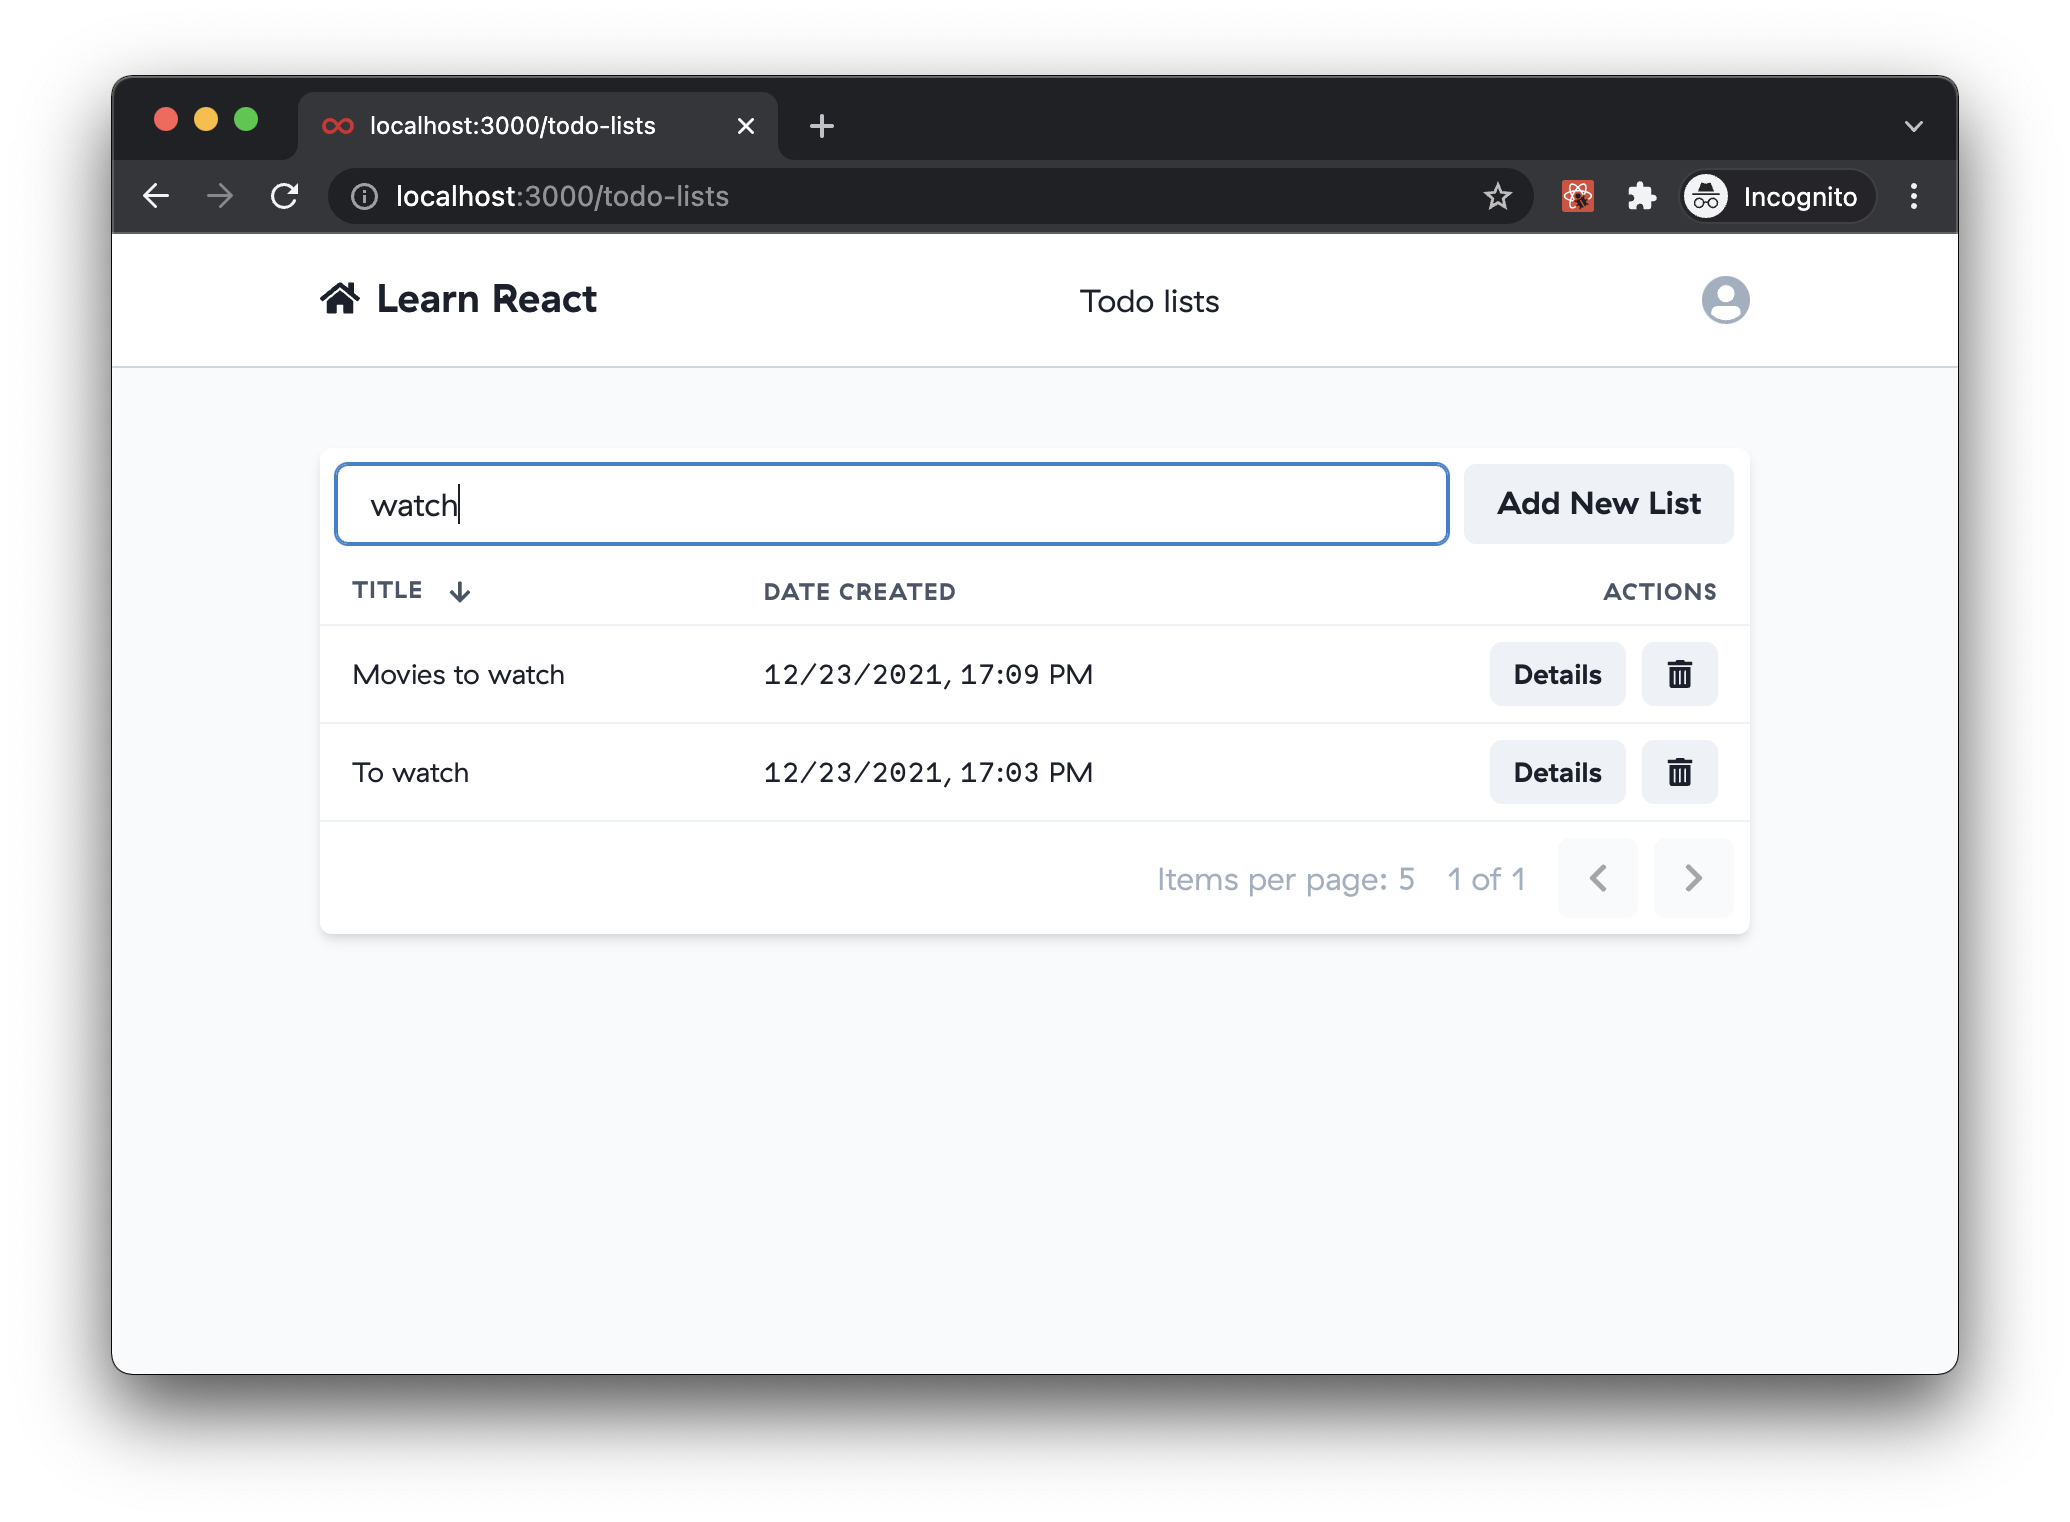 localhost:3000/todo-lists
localhost:3000/todo-lists
Incognito
Learn React
Todo lists
watch
Add New List
TITLE
DATE CREATED
ACTIONS
Movies to watch
12/23/2021, 17:09 PM
Details
To watch
12/23/2021, 17:03 PM
Details
Items per page: 5
1 of 1